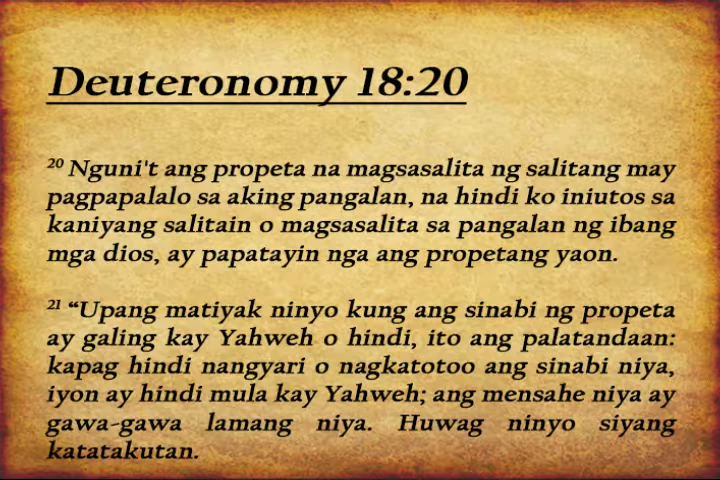 Deuteronomy 18:20
20 Nguni't ang propeta na magsasalita ng salitang may
pagpapalalo sa aking pangalan, na hindi ko iniutos sa
kaniyang salitain o magsasalita sa pangalan ng ibang
mga dios, ay papatayin nga ang propetang yaon.
21 “Upang matiyak ninyo kung ang sinabi ng propeta
ay galing kay Yahweh o hindi, ito ang palatandaan:
kapag hindi nangyari o nagkatotoo ang sinabi niya,
iyon ay hindi mula kay Yahweh; ang mensahe niya ay
gawa-gawa lamang niya. Huwag ninyo siyang
katatakutan.